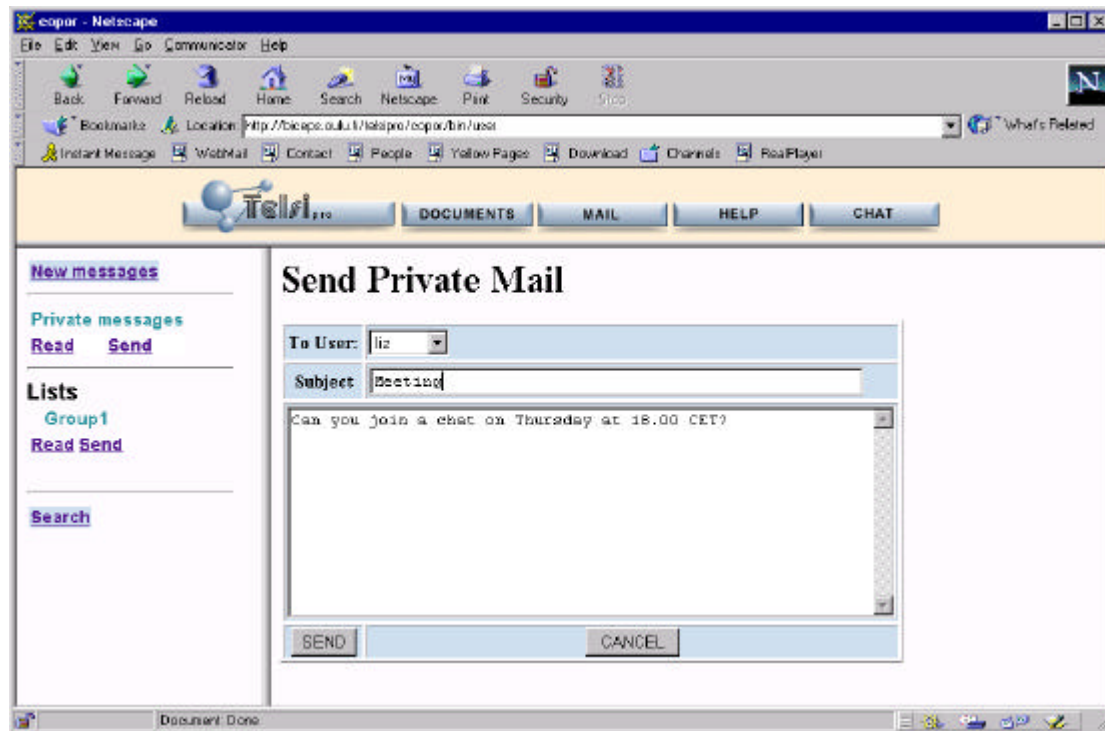 eopor - Netscape
File Edit View Go Communicator Help
Back Forward Reload Home Search Netscape Print Security Stop
Bookmarks Location: http://biceps.oulu.fi/telsipro/eopor/bin/user What's Related
Instant Message WebMail Contact People Yellow Pages Download Channels RealPlayer
Telsi pro DOCUMENTS MAIL HELP CHAT
New messages
Private messages
Read Send
Lists
Group1
Read Send
Search
Send Private Mail
To User: liz
Subject Meeting
Can you join a chat on Thursday at 18.00 CET?
SEND CANCEL
Document: Done